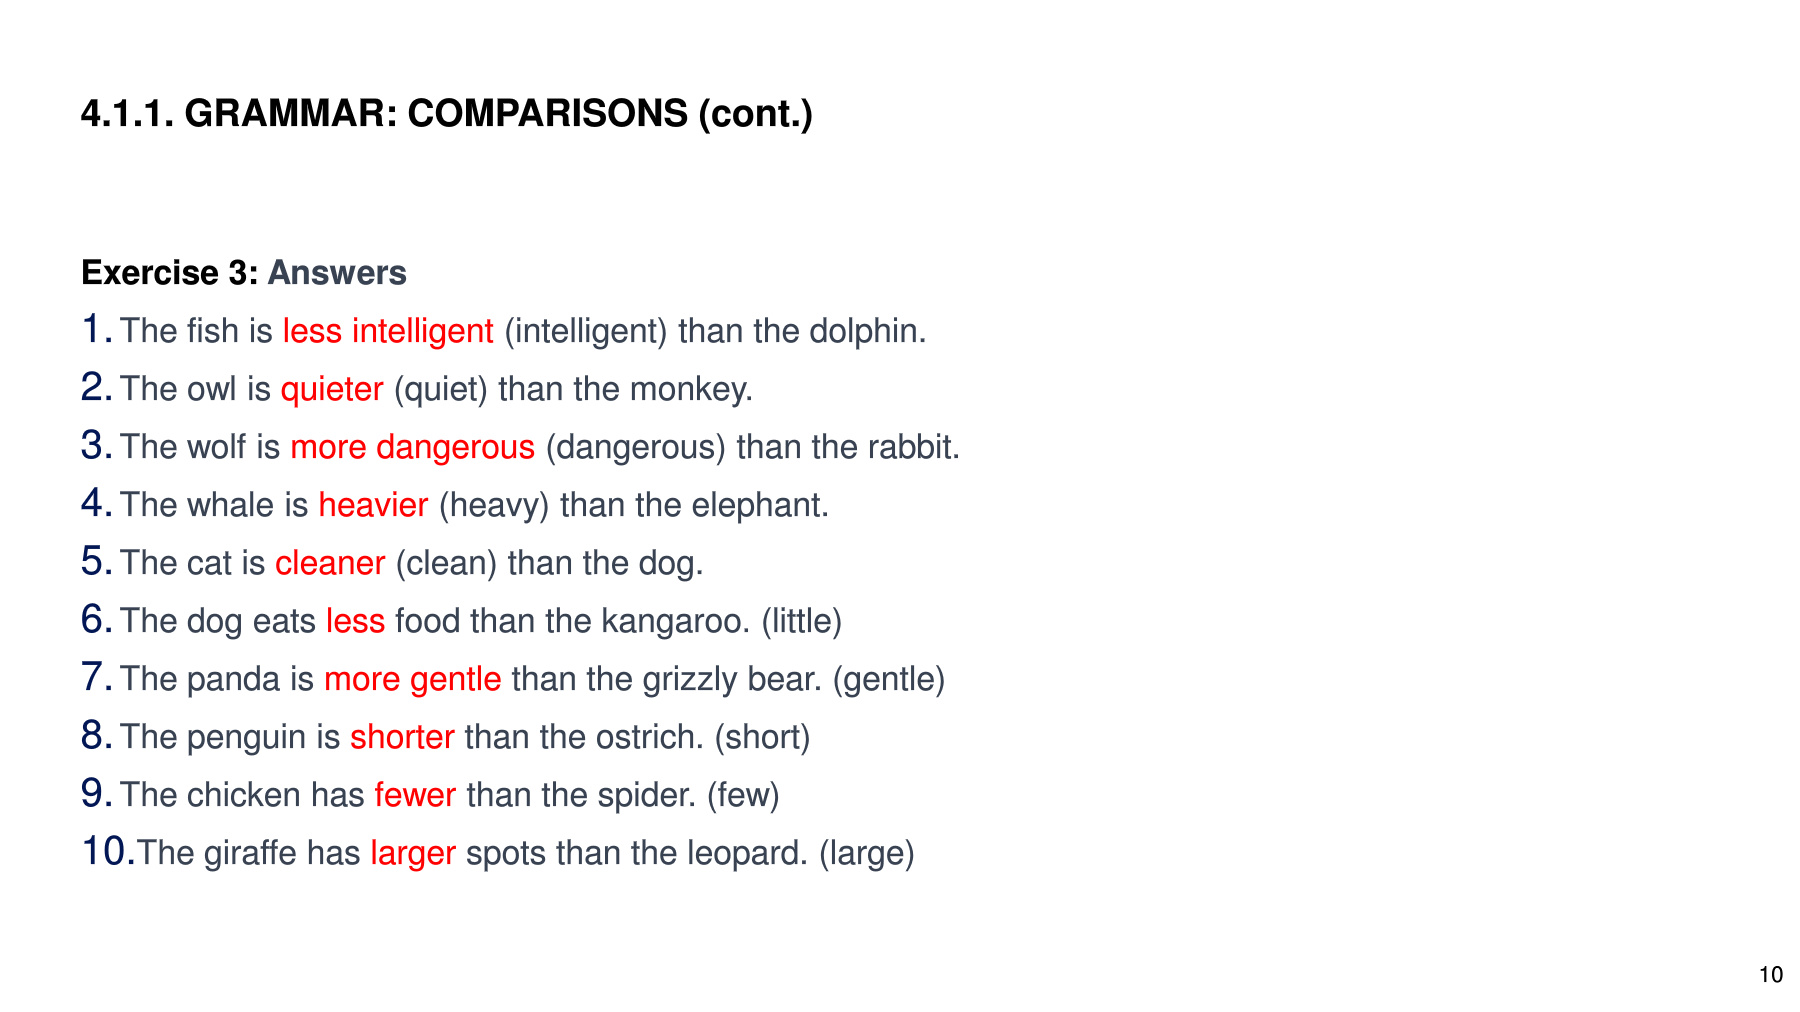 4.1.1. GRAMMAR: COMPARISONS (cont.)
Exercise 3: Answers
1. The fish is less intelligent (intelligent) than the dolphin.
2. The owl is quieter (quiet) than the monkey.
3. The wolf is more dangerous (dangerous) than the rabbit.
4. The whale is heavier (heavy) than the elephant.
5. The cat is cleaner (clean) than the dog.
6. The dog eats less food than the kangaroo. (little)
7. The panda is more gentle than the grizzly bear. (gentle)
8. The penguin is shorter than the ostrich. (short)
9. The chicken has fewer than the spider. (few)
10.The giraffe has larger spots than the leopard. (large)
10